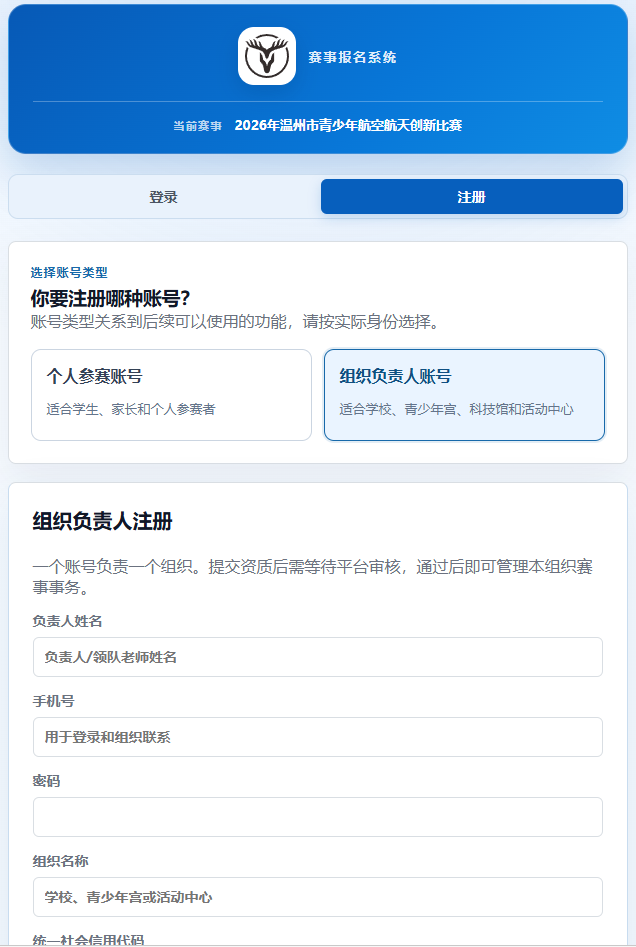 赛事报名系统
当前赛事 2026年温州市青少年航空航天创新比赛
登录 注册
选择账号类型
你要注册哪种账号？
账号类型关系到后续可以使用的功能，请按实际身份选择。
个人参赛账号
适合学生、家长和个人参赛者
组织负责人账号
适合学校、青少年宫、科技馆和活动中心
组织负责人注册
一个账号负责一个组织。提交资质后需等待平台审核，通过后即可管理本组织赛
事事务。
负责人姓名
负责人/领队老师姓名
手机号
用于登录和组织联系
密码
组织名称
学校、青少年宫或活动中心
统一社会信用代码